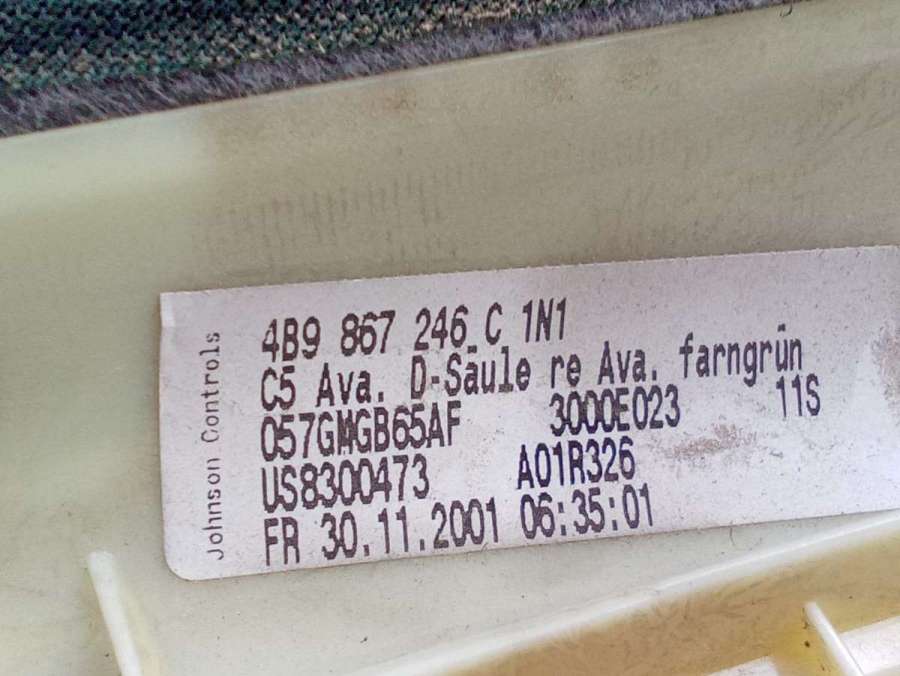 Johnson Controls
4B9 867 246 C 1N1
C5 Ava. D-Säule re Ava. farngrün
057GMGB65AF 3000E023 11S
US8300473 A01R326
FR 30.11.2001 06:35:01